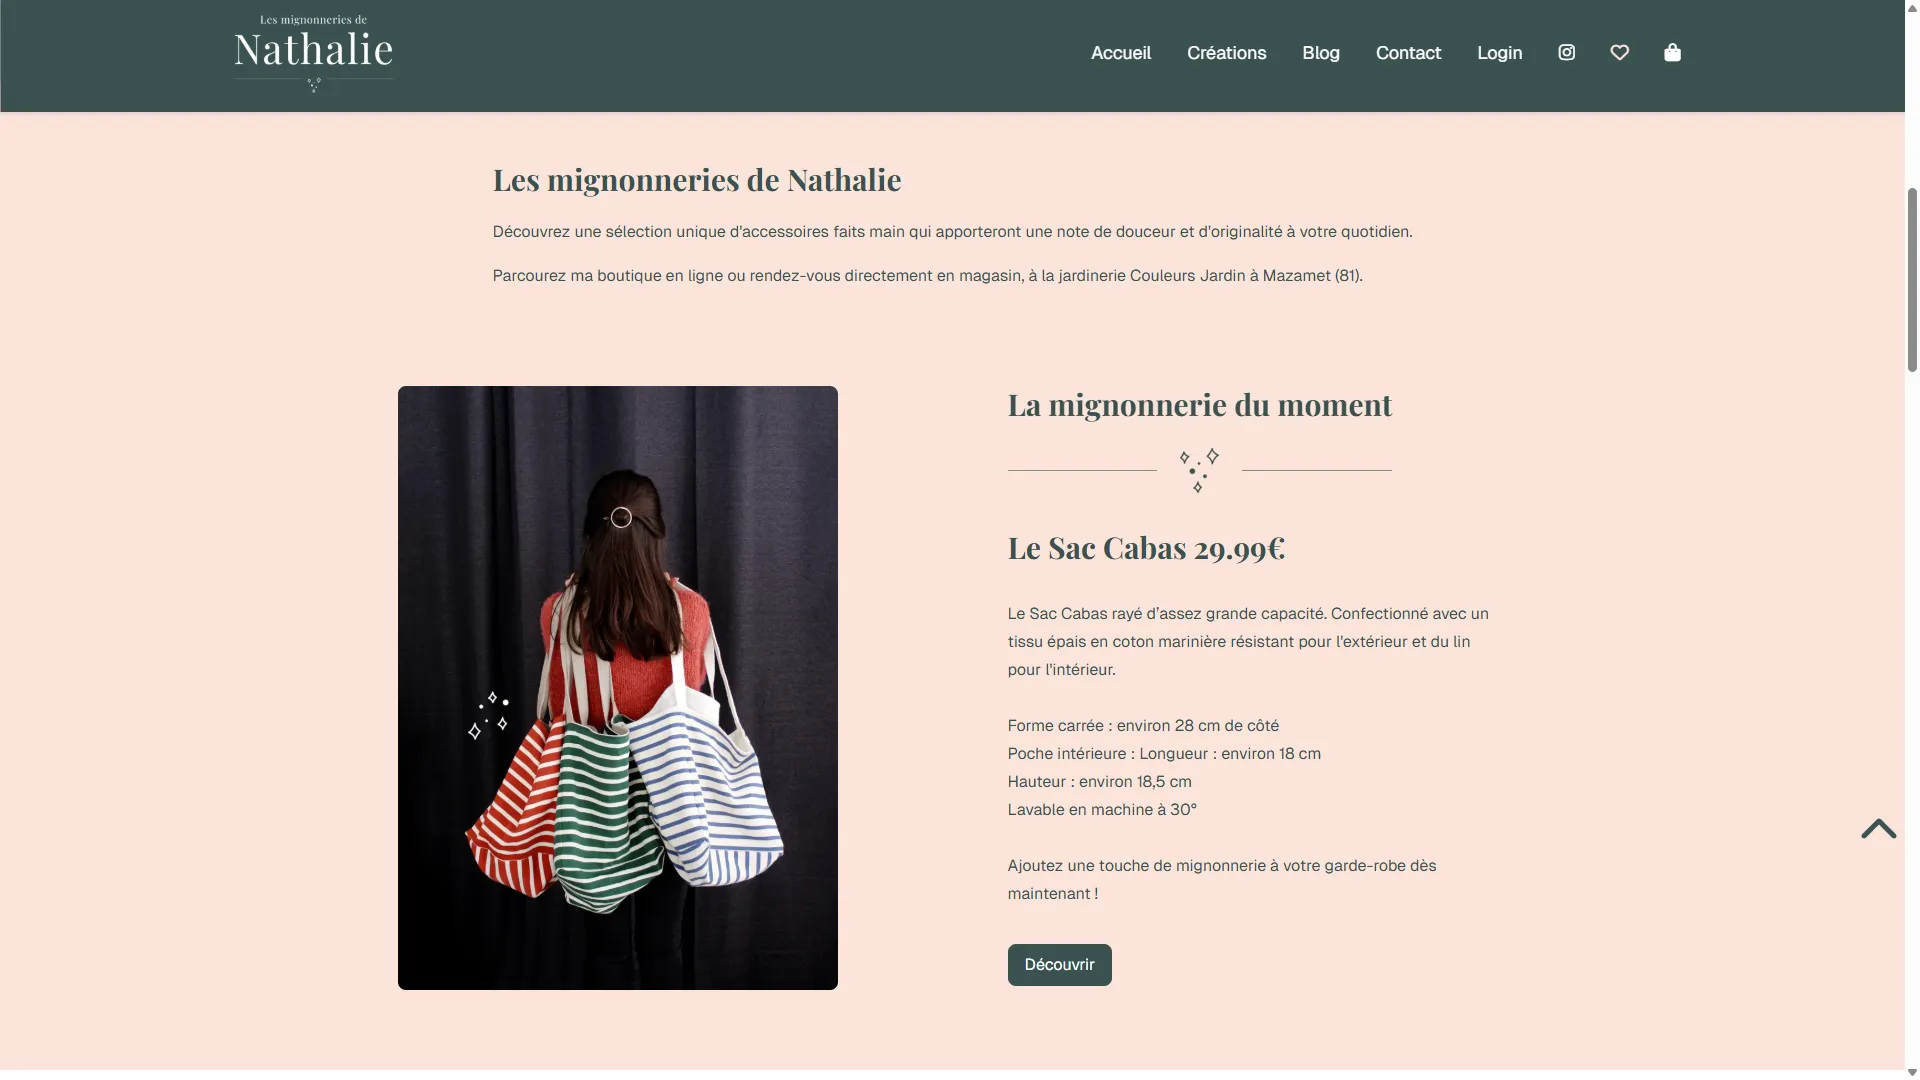 Les mignonneries de
Nathalie
Accueil
Créations
Blog
Contact
Login
Les mignonneries de Nathalie
Découvrez une sélection unique d'accessoires faits main qui apporteront une note de douceur et d'originalité à votre quotidien.
Parcourez ma boutique en ligne ou rendez-vous directement en magasin, à la jardinerie Couleurs Jardin à Mazamet (81).
La mignonnerie du moment
Le Sac Cabas 29.99€
Le Sac Cabas rayé d’assez grande capacité. Confectionné avec un
tissu épais en coton marinière résistant pour l'extérieur et du lin
pour l'intérieur.
Forme carrée : environ 28 cm de côté
Poche intérieure : Longueur : environ 18 cm
Hauteur : environ 18,5 cm
Lavable en machine à 30°
Ajoutez une touche de mignonnerie à votre garde-robe dès
maintenant !
Découvrir